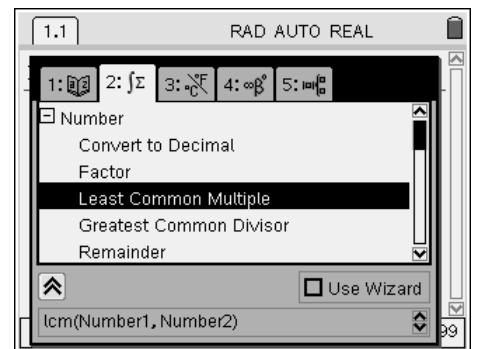 1.1 RAD AUTO REAL
1: 2: ∫Σ 3: °C°F 4: ∞β° 5:
Number
Convert to Decimal
Factor
Least Common Multiple
Greatest Common Divisor
Remainder
Use Wizard
lcm(Number1, Number2)
99